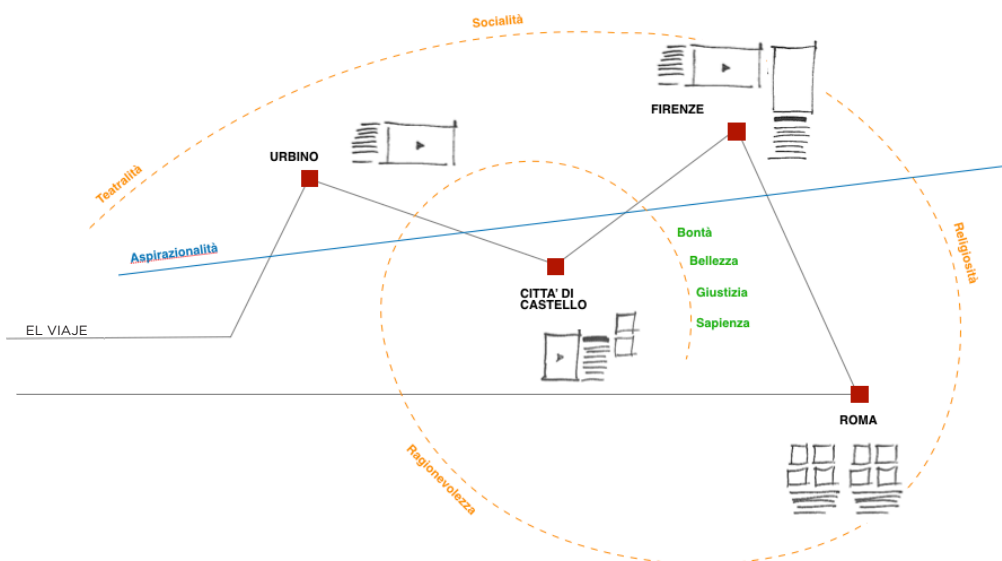 Socialità
FIRENZE
URBINO
Teatralità
Aspirazionalità
Bontà
Bellezza
Giustizia
Sapienza
Religiosità
CITTA' DI
CASTELLO
EL VIAJE
ROMA
Ragionevolezza